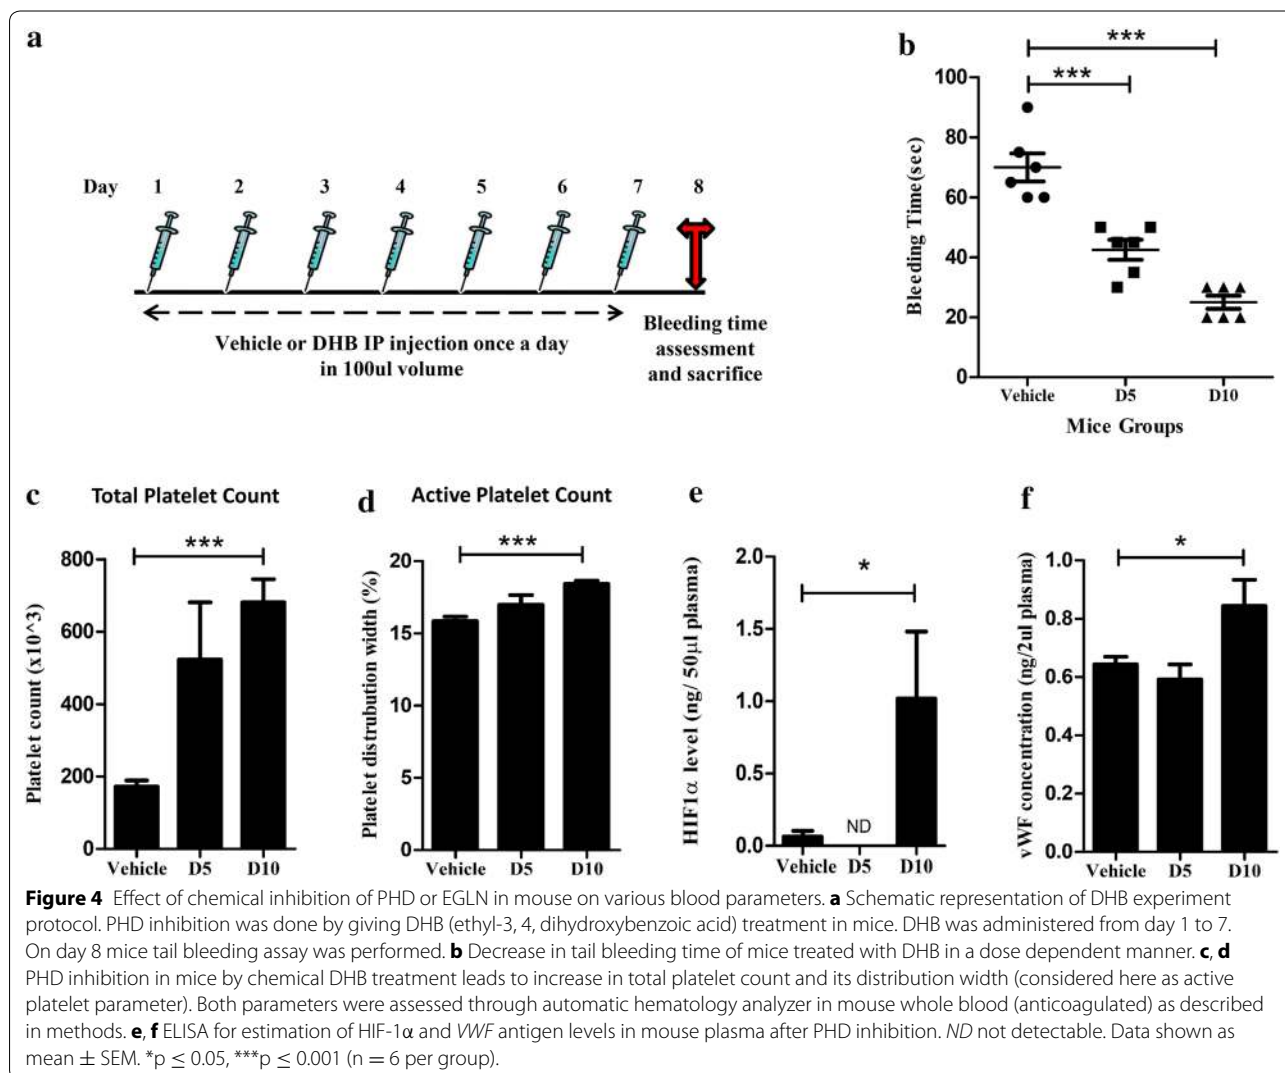 a
Day 1 2 3 4 5 6 7 8
Vehicle or DHB IP injection once a day
in 100ul volume
Bleeding time
assessment
and sacrifice
b
***
***
100
80
60
40
20
0
Bleeding Time(sec)
Vehicle D5 D10
Mice Groups
c
Total Platelet Count
***
800
600
400
200
0
Platelet count (x10^3)
Vehicle D5 D10
d
Active Platelet Count
***
20
15
10
5
0
Platelet distrubution width (%)
Vehicle D5 D10
e
*
2.0
1.5
1.0
0.5
0.0
HIF1α level (ng/ 50µl plasma)
ND
Vehicle D5 D10
f
*
1.0
0.8
0.6
0.4
0.2
0.0
vWF concentration (ng/2ul plasma)
Vehicle D5 D10
Figure 4 Effect of chemical inhibition of PHD or EGLN in mouse on various blood parameters. a Schematic representation of DHB experiment
protocol. PHD inhibition was done by giving DHB (ethyl-3, 4, dihydroxybenzoic acid) treatment in mice. DHB was administered from day 1 to 7.
On day 8 mice tail bleeding assay was performed. b Decrease in tail bleeding time of mice treated with DHB in a dose dependent manner. c, d
PHD inhibition in mice by chemical DHB treatment leads to increase in total platelet count and its distribution width (considered here as active
platelet parameter). Both parameters were assessed through automatic hematology analyzer in mouse whole blood (anticoagulated) as described
in methods. e, f ELISA for estimation of HIF-1α and VWF antigen levels in mouse plasma after PHD inhibition. ND not detectable. Data shown as
mean ± SEM. *p ≤ 0.05, ***p ≤ 0.001 (n = 6 per group).